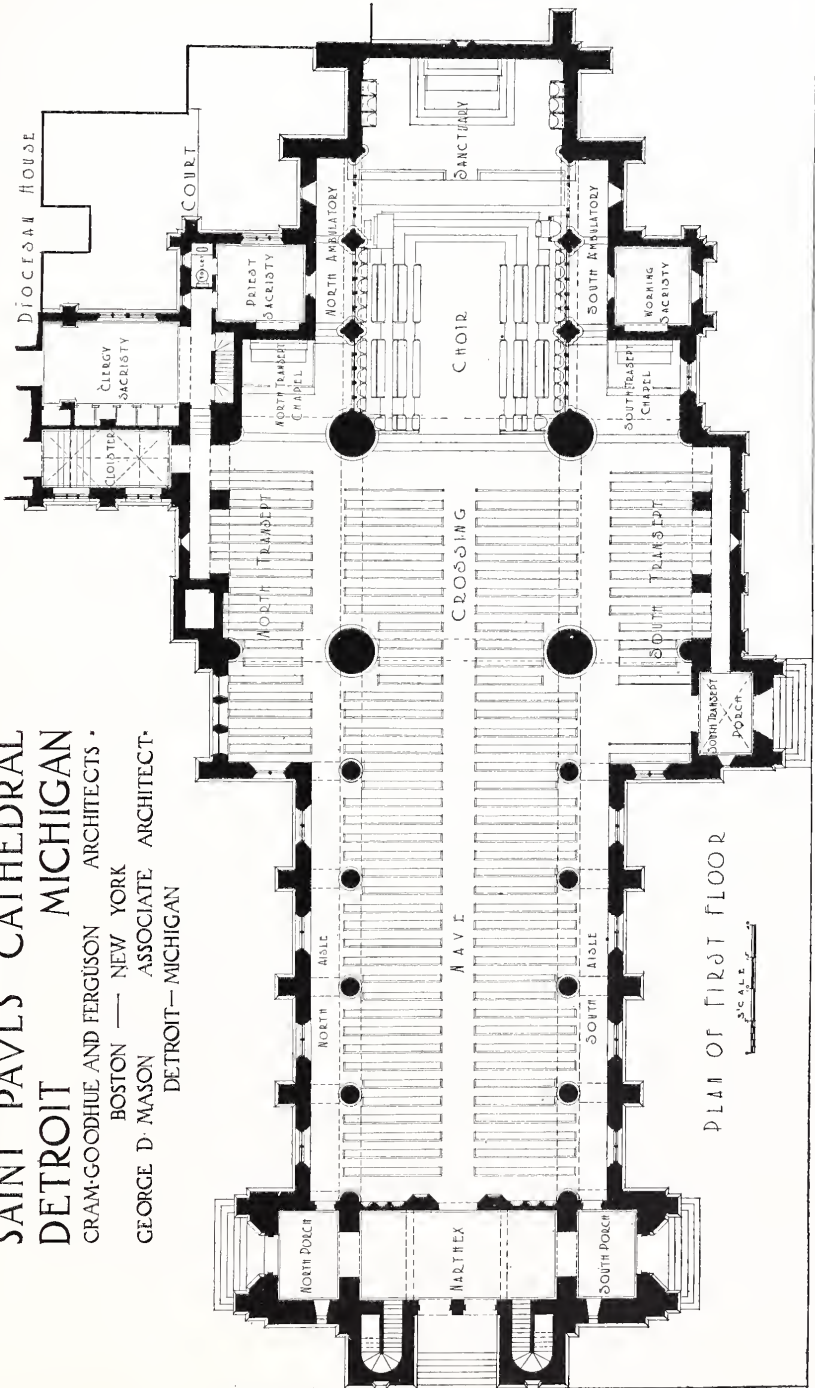 SAINT PAVLS CATHEDRAL
DETROIT MICHIGAN
CRAM·GOODHUE AND FERGUSON ARCHITECTS·
BOSTON — NEW YORK
GEORGE D· MASON ASSOCIATE ARCHITECT·
DETROIT—MICHIGAN
DIOCESAN HOUSE
COURT
CLERGY
SACRISTY
CLOISTER
TOILET
PRIEST
SACRISTY
NORTH AMBULATORY
SANCTUARY
NORTH TRANSEPT
CHAPEL
CHOIR
SOUTH AMBULATORY
WORKING
SACRISTY
SOUTH TRASEPT
CHAPEL
NORTH TRANSEPT
CROSSING
SOUTH TRANSEPT
SOUTH TRANSEPT
PORCH
NORTH AISLE
NAVE
SOUTH AISLE
NORTH PORCH
NARTHEX
SOUTH PORCH
PLAN OF FIRST FLOOR
SCALE